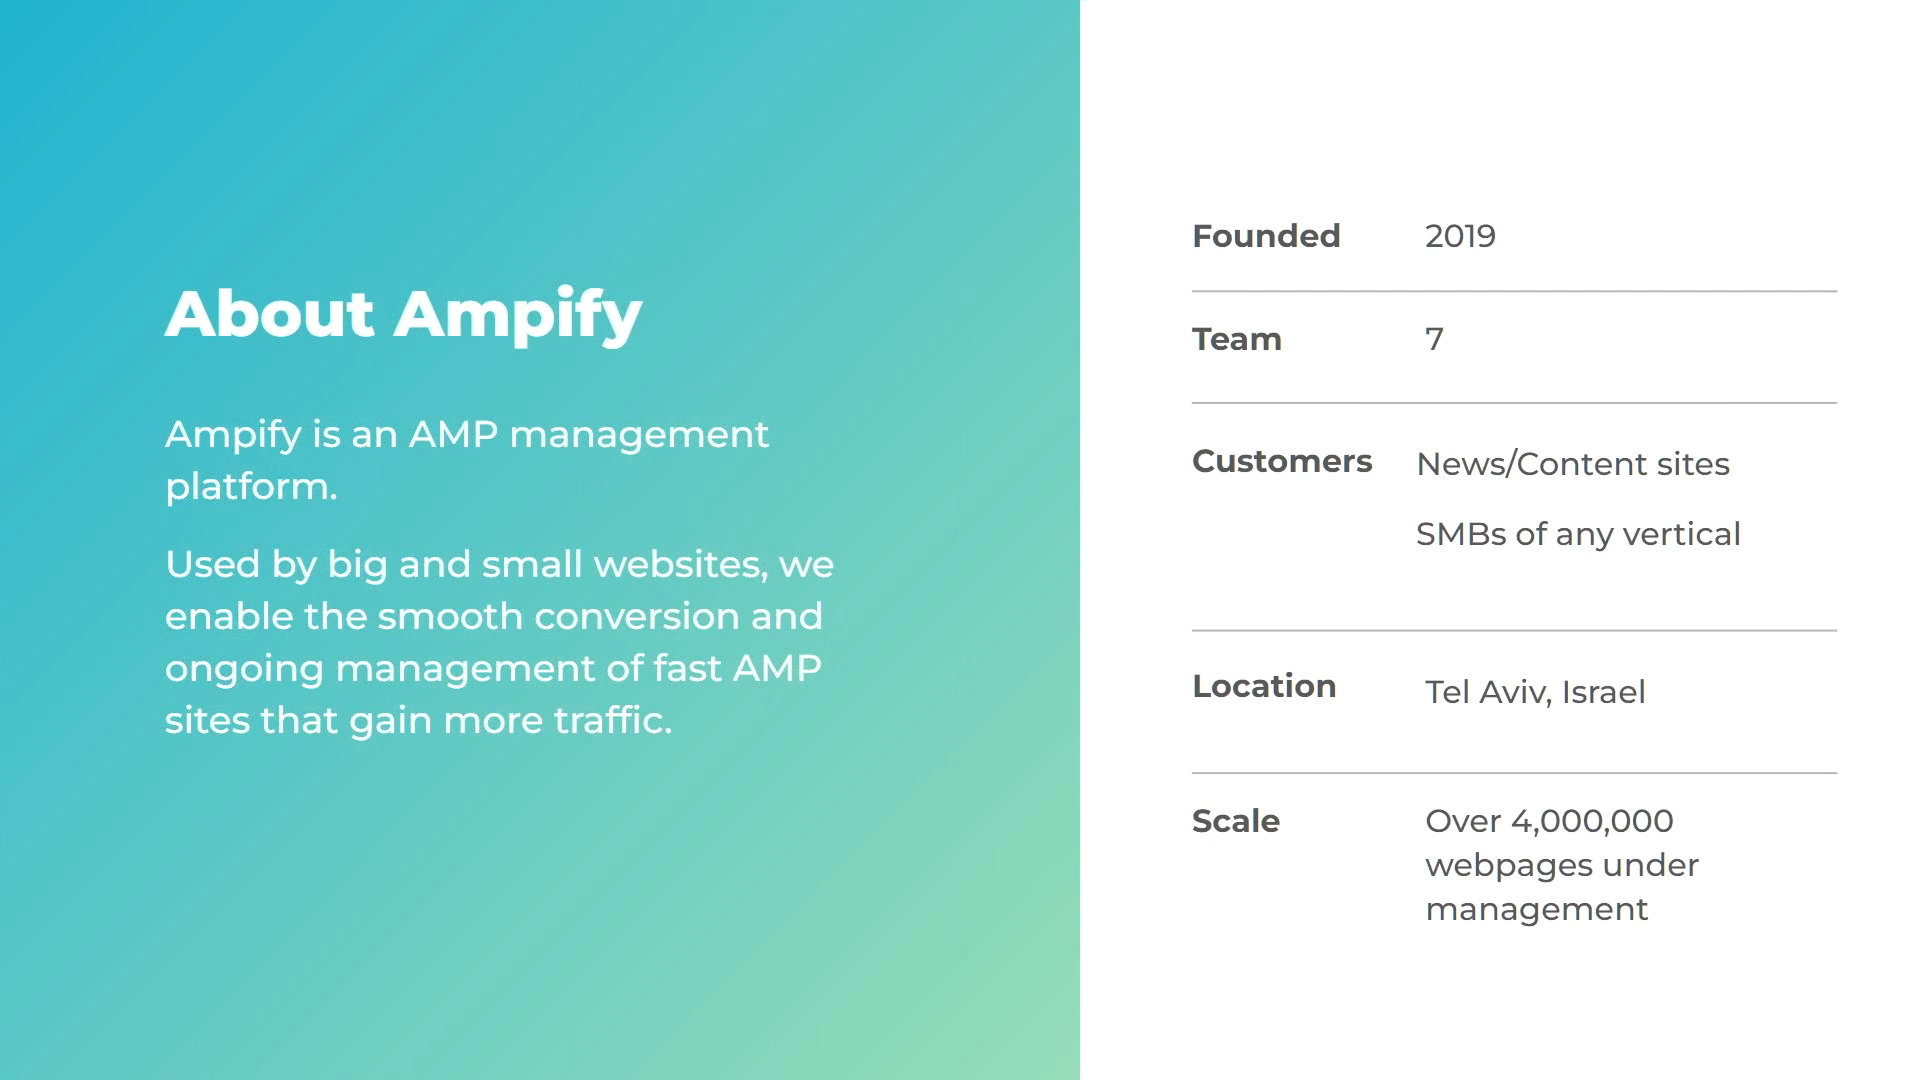 About Ampify
Ampify is an AMP management
platform.
Used by big and small websites, we
enable the smooth conversion and
ongoing management of fast AMP
sites that gain more traffic.
Founded 2019
Team 7
Customers News/Content sites
SMBs of any vertical
Location Tel Aviv, Israel
Scale Over 4,000,000
webpages under
management